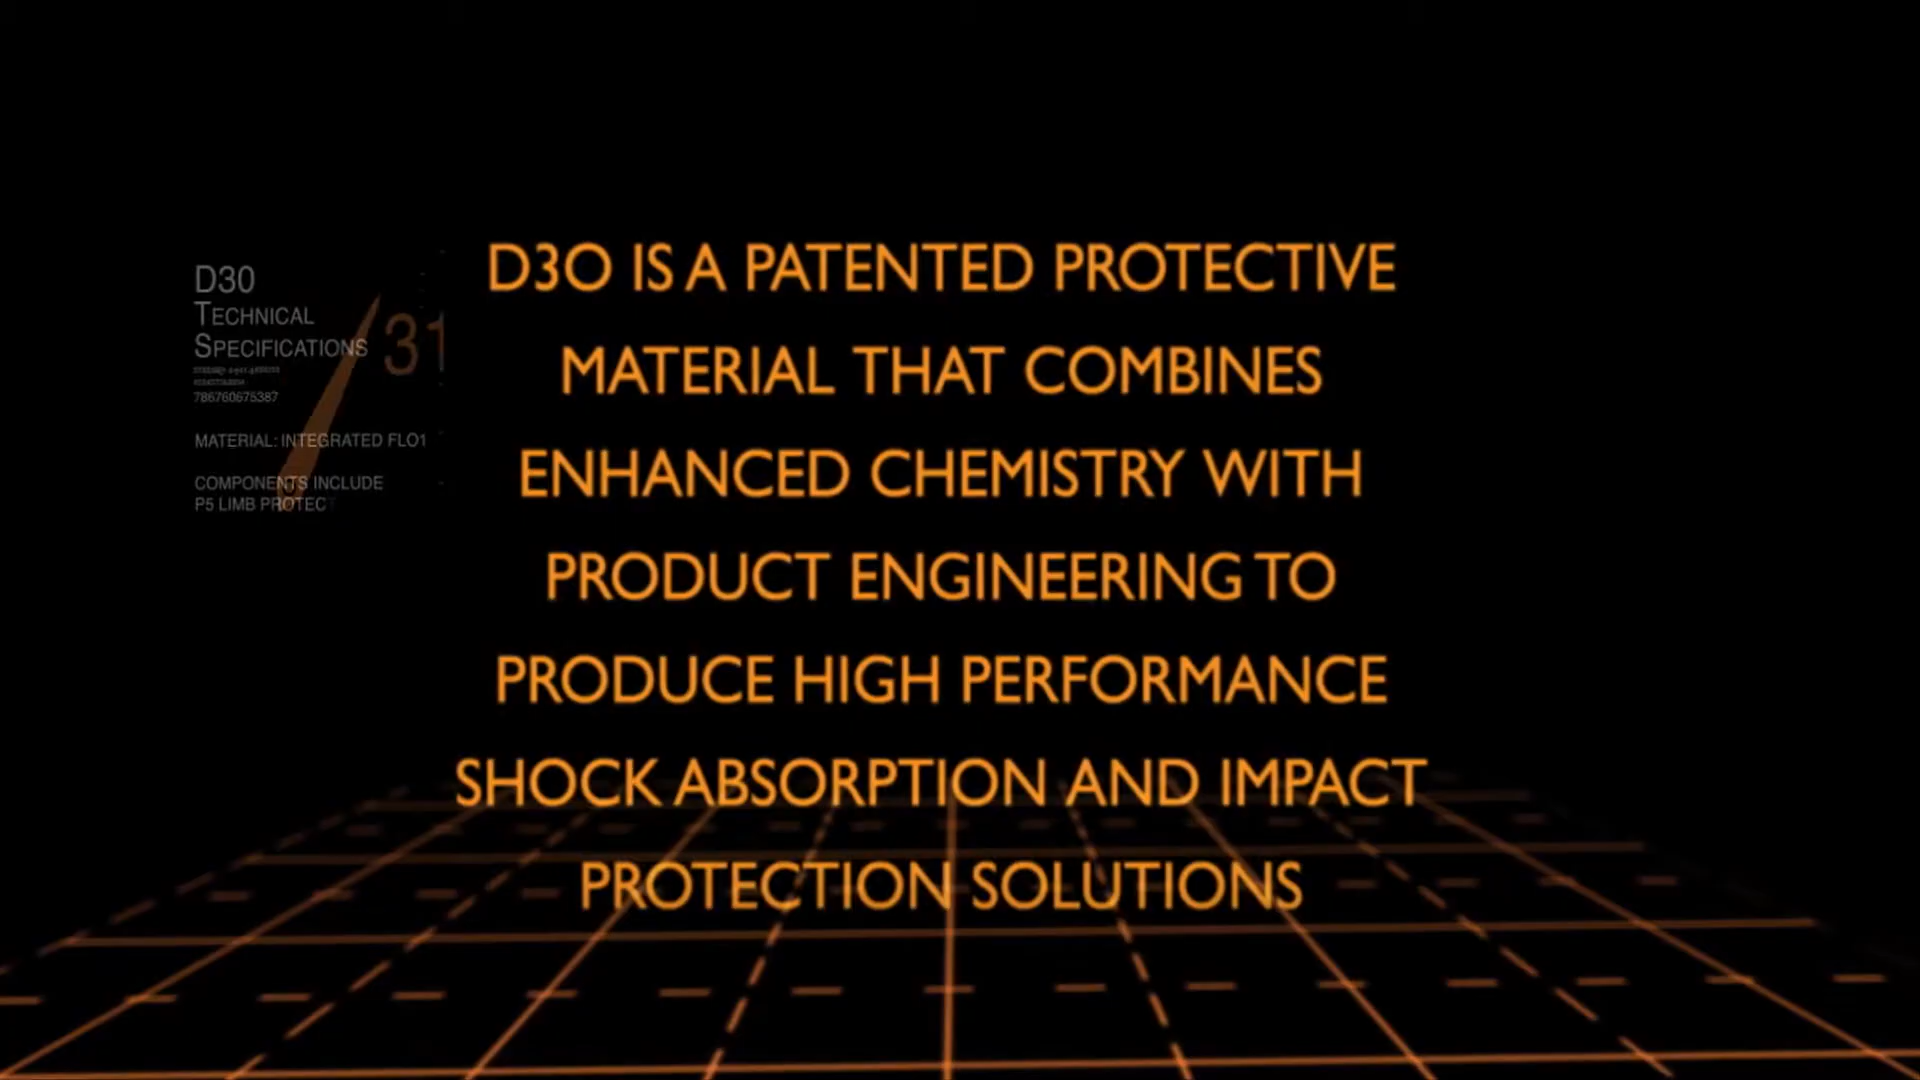 D3O IS A PATENTED PROTECTIVE
MATERIAL THAT COMBINES
ENHANCED CHEMISTRY WITH
PRODUCT ENGINEERING TO
PRODUCE HIGH PERFORMANCE
SHOCK ABSORPTION AND IMPACT
PROTECTION SOLUTIONS
D30
TECHNICAL
SPECIFICATIONS
31
786760675387
MATERIAL: INTEGRATED FLO1
COMPONENTS INCLUDE
P5 LIMB PROTEC